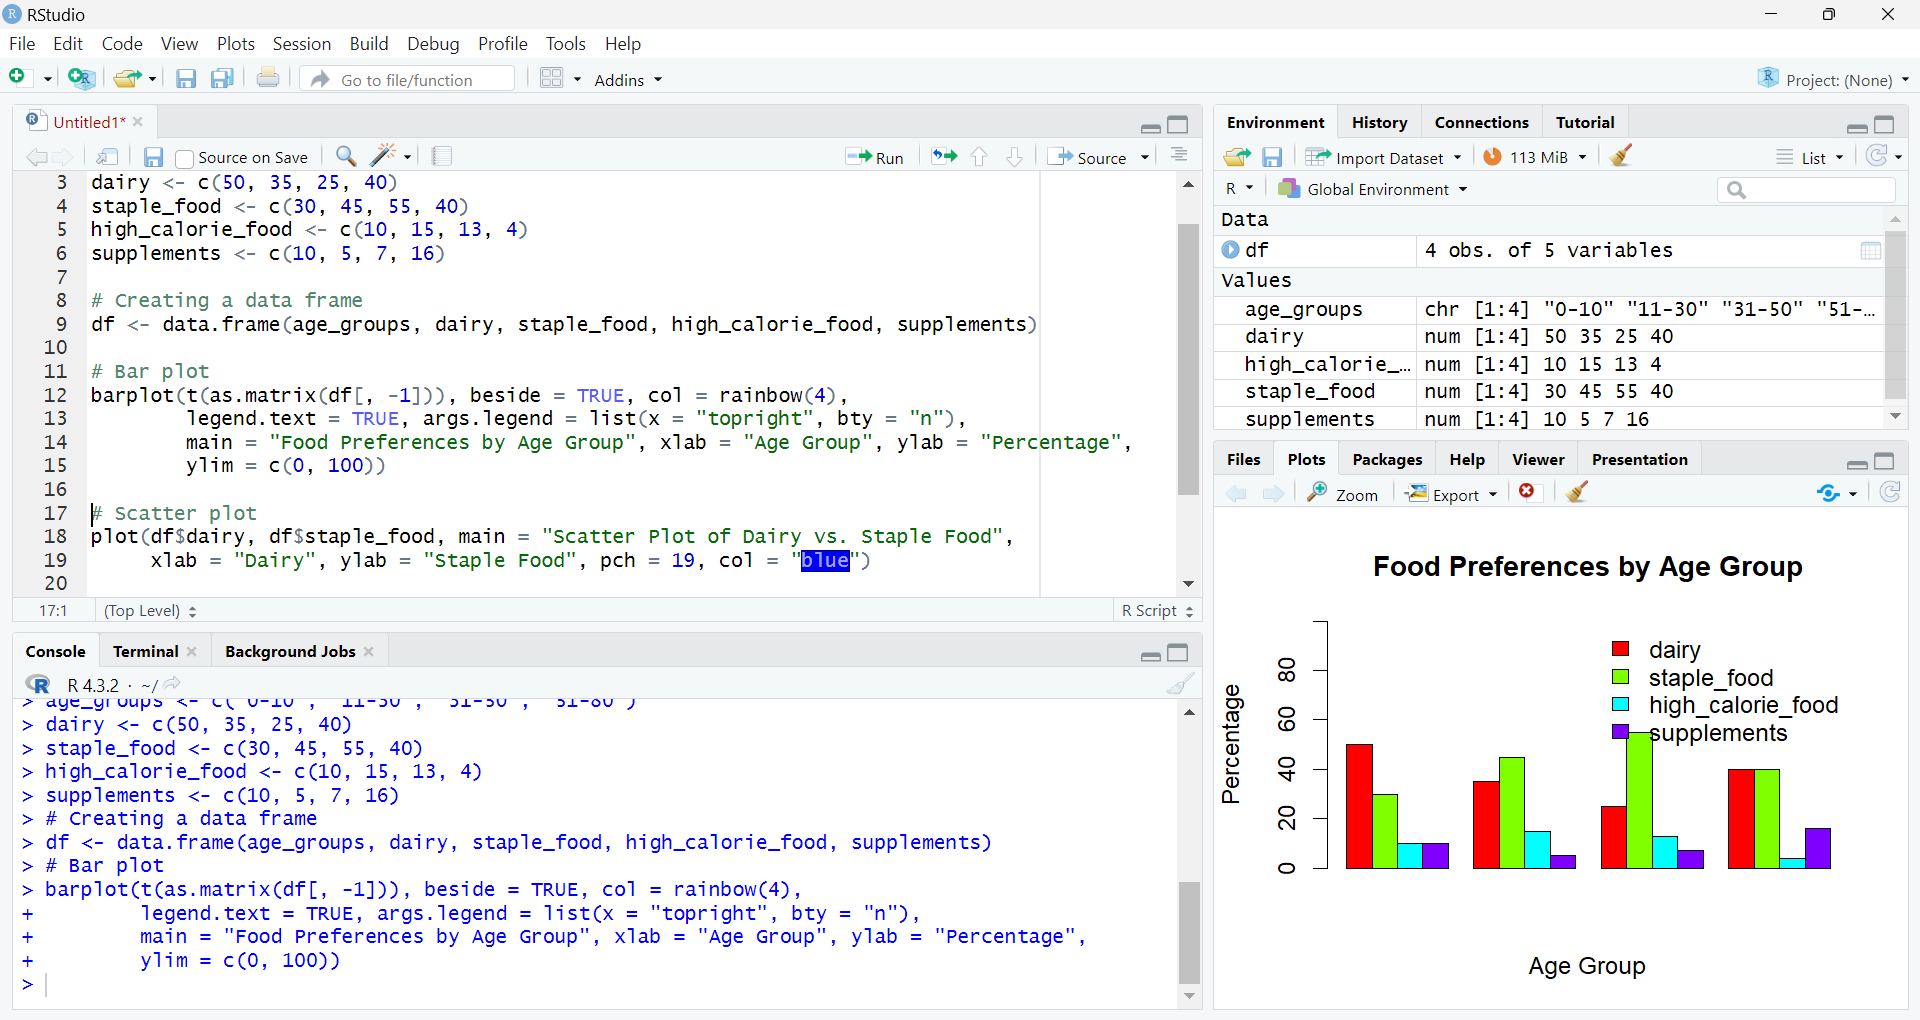 RStudio
File Edit Code View Plots Session Build Debug Profile Tools Help
Go to file/function Addins Project: (None)
Untitled1*
Source on Save Run Source
3 dairy <- c(50, 35, 25, 40)
4 staple_food <- c(30, 45, 55, 40)
5 high_calorie_food <- c(10, 15, 13, 4)
6 supplements <- c(10, 5, 7, 16)
7
8 # Creating a data frame
9 df <- data.frame(age_groups, dairy, staple_food, high_calorie_food, supplements)
10
11 # Bar plot
12 barplot(t(as.matrix(df[, -1])), beside = TRUE, col = rainbow(4),
13 legend.text = TRUE, args.legend = list(x = "topright", bty = "n"),
14 main = "Food Preferences by Age Group", xlab = "Age Group", ylab = "Percentage",
15 ylim = c(0, 100))
16
17 # Scatter plot
18 plot(df$dairy, df$staple_food, main = "Scatter Plot of Dairy vs. Staple Food",
19 xlab = "Dairy", ylab = "Staple Food", pch = 19, col = "blue")
20
17:1 (Top Level) R Script
Console Terminal Background Jobs
R 4.3.2 · ~/
> age_groups <- c("0-10", "11-30", "31-50", "51-80")
> dairy <- c(50, 35, 25, 40)
> staple_food <- c(30, 45, 55, 40)
> high_calorie_food <- c(10, 15, 13, 4)
> supplements <- c(10, 5, 7, 16)
> # Creating a data frame
> df <- data.frame(age_groups, dairy, staple_food, high_calorie_food, supplements)
> # Bar plot
> barplot(t(as.matrix(df[, -1])), beside = TRUE, col = rainbow(4),
+ legend.text = TRUE, args.legend = list(x = "topright", bty = "n"),
+ main = "Food Preferences by Age Group", xlab = "Age Group", ylab = "Percentage",
+ ylim = c(0, 100))
>
Environment History Connections Tutorial
Import Dataset 113 MiB List
R Global Environment
Data
df 4 obs. of 5 variables
Values
age_groups chr [1:4] "0-10" "11-30" "31-50" "51-…
dairy num [1:4] 50 35 25 40
high_calorie_… num [1:4] 10 15 13 4
staple_food num [1:4] 30 45 55 40
supplements num [1:4] 10 5 7 16
Files Plots Packages Help Viewer Presentation
Zoom Export
Food Preferences by Age Group
dairy
staple_food
high_calorie_food
supplements
Percentage
80
60
40
20
0
Age Group